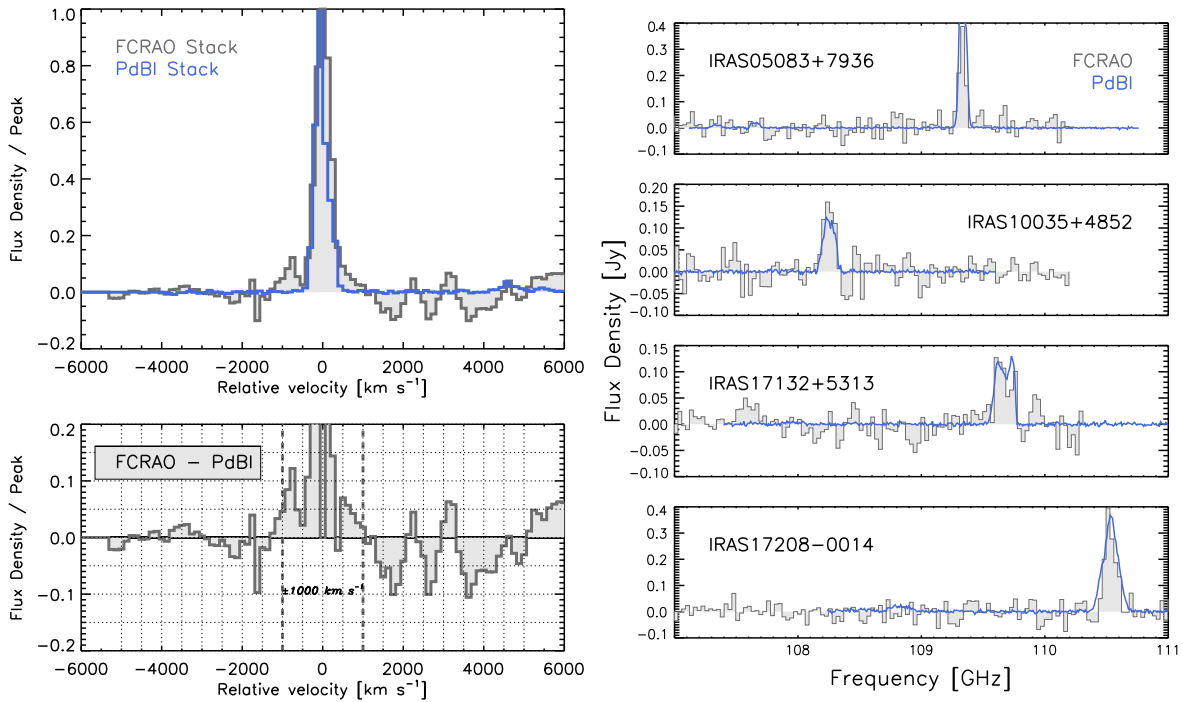 FCRAO Stack
PdBI Stack
1.0
0.8
0.6
0.4
0.2
0.0
−0.2
Flux Density / Peak
−6000 −4000 −2000 0 2000 4000 6000
Relative velocity [km s⁻¹]
FCRAO − PdBI
0.2
0.1
0.0
−0.1
−0.2
Flux Density / Peak
±1000 km s⁻¹
−6000 −4000 −2000 0 2000 4000 6000
Relative velocity [km s⁻¹]
Flux Density [Jy]
IRAS05083+7936
FCRAO
PdBI
0.4
0.3
0.2
0.1
0.0
−0.1
IRAS10035+4852
0.20
0.15
0.10
0.05
0.00
−0.05
−0.10
IRAS17132+5313
0.15
0.10
0.05
0.00
−0.05
−0.10
IRAS17208−0014
0.4
0.3
0.2
0.1
0.0
−0.1
108 109 110 111
Frequency [GHz]